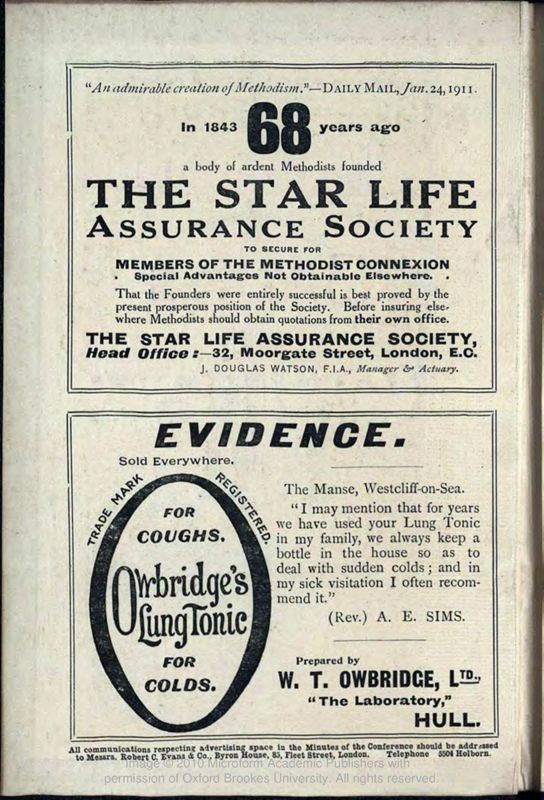 "An admirable creation of Methodism."—DAILY MAIL, Jan. 24, 1911.
In 1843 68 years ago
a body of ardent Methodists founded
THE STAR LIFE
ASSURANCE SOCIETY
TO SECURE FOR
MEMBERS OF THE METHODIST CONNEXION
. Special Advantages Not Obtainable Elsewhere. .
That the Founders were entirely successful is best proved by the
present prosperous position of the Society. Before insuring else-
where Methodists should obtain quotations from their own office.
THE STAR LIFE ASSURANCE SOCIETY,
Head Office:—32, Moorgate Street, London, E.C.
J. DOUGLAS WATSON, F.I.A., Manager & Actuary.
EVIDENCE.
Sold Everywhere.
TRADE MARK REGISTERED.
FOR
COUGHS.
Owbridge's
Lung Tonic
FOR
COLDS.
The Manse, Westcliff-on-Sea.
"I may mention that for years
we have used your Lung Tonic
in my family, we always keep a
bottle in the house so as to
deal with sudden colds; and in
my sick visitation I often recom-
mend it."
(Rev.) A. E. SIMS.
Prepared by
W. T. OWBRIDGE, LTD.,
"The Laboratory,"
HULL.
All communications respecting advertising space in the Minutes of the Conference should be addressed
to Messrs. Robert C. Evans & Co., Byron House, 85, Fleet Street, London. Telephone 5504 Holborn.
Image © 2010 Microform Academic Publishers with
permission of Oxford Brookes University. All rights reserved.